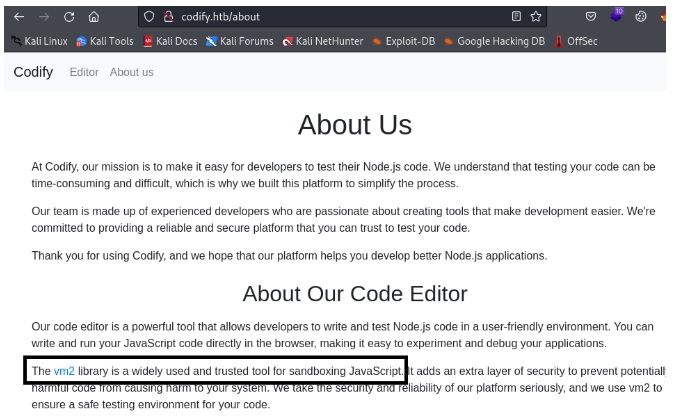 codify.htb/about
10
Kali Linux Kali Tools Kali Docs Kali Forums Kali NetHunter Exploit-DB Google Hacking DB OffSec
Codify Editor About us
About Us
At Codify, our mission is to make it easy for developers to test their Node.js code. We understand that testing your code can be
time-consuming and difficult, which is why we built this platform to simplify the process.
Our team is made up of experienced developers who are passionate about creating tools that make development easier. We're
committed to providing a reliable and secure platform that you can trust to test your code.
Thank you for using Codify, and we hope that our platform helps you develop better Node.js applications.
About Our Code Editor
Our code editor is a powerful tool that allows developers to write and test Node.js code in a user-friendly environment. You can
write and run your JavaScript code directly in the browser, making it easy to experiment and debug your applications.
The vm2 library is a widely used and trusted tool for sandboxing JavaScript. It adds an extra layer of security to prevent potentially
harmful code from causing harm to your system. We take the security and reliability of our platform seriously, and we use vm2 to
ensure a safe testing environment for your code.